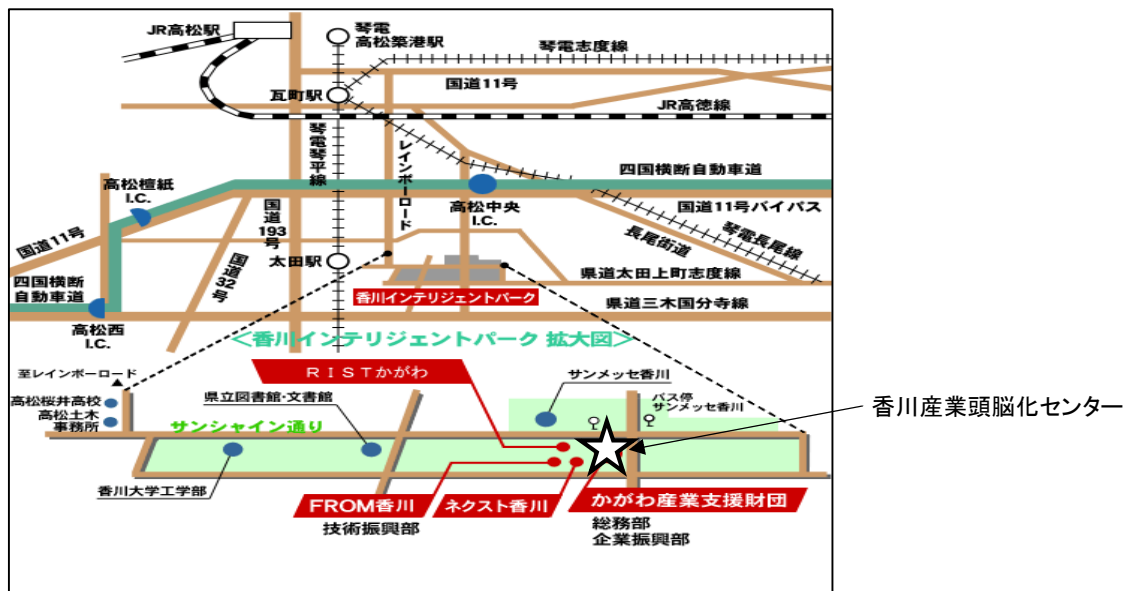 JR高松駅
琴電
高松築港駅
琴電志度線
国道11号
瓦町駅
JR高徳線
琴電琴平線
レインボーロード
四国横断自動車道
高松檀紙
I.C.
高松中央
I.C.
国道11号バイパス
国道11号
国道193号
国道32号
琴電長尾線
長尾街道
太田駅
県道太田上町志度線
四国横断
自動車道
香川インテリジェントパーク
県道三木国分寺線
高松西
I.C.
<香川インテリジェントパーク 拡大図>
至レインボーロード
RISTかがわ
サンメッセ香川
高松桜井高校
高松土木
事務所
県立図書館・文書館
バス停
サンメッセ香川
香川産業頭脳化センター
サンシャイン通り
香川大学工学部
FROM香川
技術振興部
ネクスト香川
かがわ産業支援財団
総務部
企業振興部